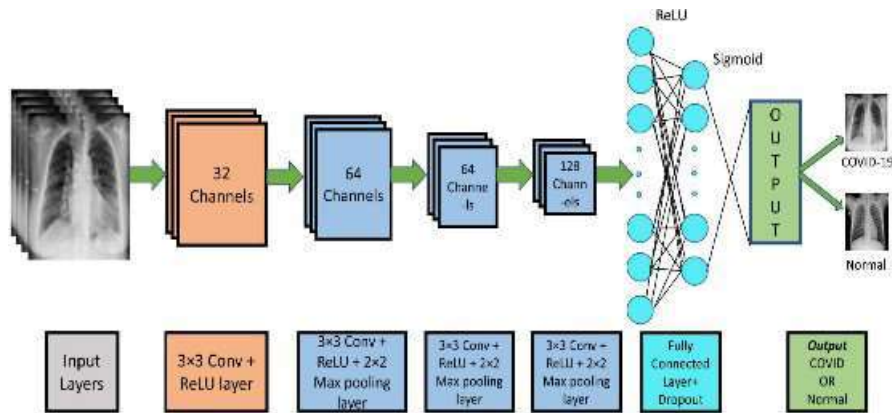 ReLU
Sigmoid
32
Channels
64
Channels
64
Channe
-ls
128
Chann
-els
O
U
T
P
U
T
COVID-19
Normal
Input
Layers
3×3 Conv +
ReLU layer
3×3 Conv +
ReLU + 2×2
Max pooling
layer
3×3 Conv +
ReLU + 2×2
Max pooling layer
3×3 Conv +
ReLU + 2×2
Max pooling layer
Fully
Connected
Layer+
Dropout
Output
COVID
OR
Normal